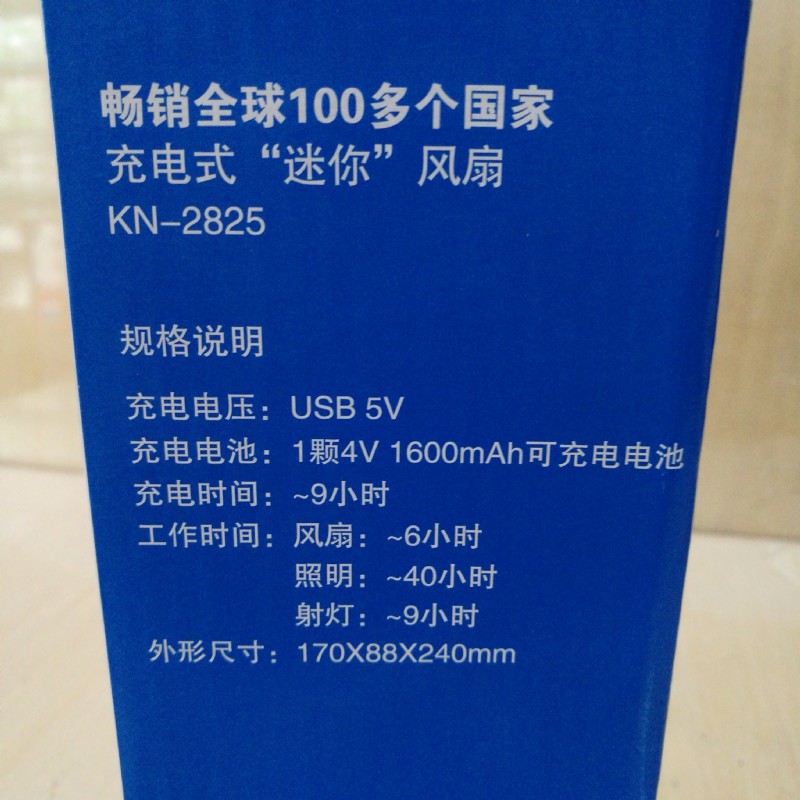 畅销全球100多个国家
充电式“迷你”风扇
KN-2825
规格说明
充电电压：USB 5V
充电电池：1颗4V 1600mAh可充电电池
充电时间：~9小时
工作时间：风扇：~6小时
照明：~40小时
射灯：~9小时
外形尺寸：170X88X240mm